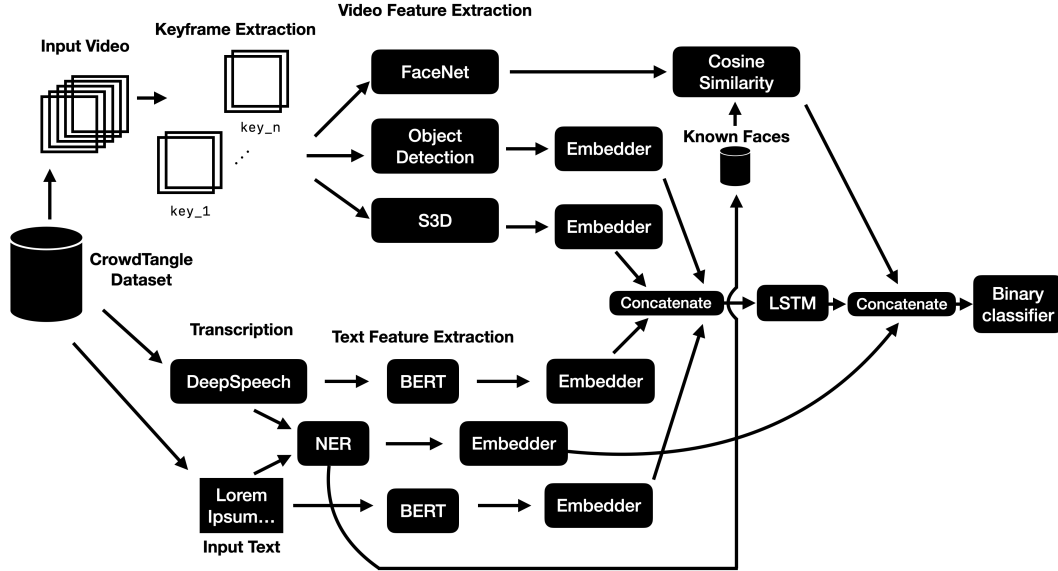 Video Feature Extraction
Keyframe Extraction
Input Video
FaceNet
Cosine
Similarity
key_n
Object
Detection
Embedder
Known Faces
key_1
S3D
Embedder
CrowdTangle
Dataset
Concatenate
LSTM
Concatenate
Binary
classifier
Transcription
Text Feature Extraction
DeepSpeech
BERT
Embedder
NER
Embedder
Lorem
Ipsum...
BERT
Embedder
Input Text